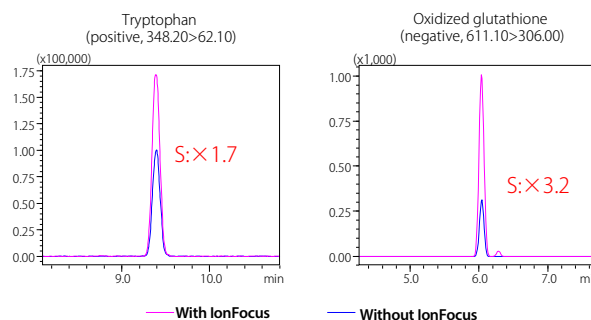 Tryptophan
(positive, 348.20>62.10)
(x100,000)
1.75
1.50
1.25
1.00
0.75
0.50
0.25
0.00
S:×1.7
9.0 10.0 min
Oxidized glutathione
(negative, 611.10>306.00)
(x1,000)
1.00
0.75
0.50
0.25
0.00
S:×3.2
5.0 6.0 7.0
With IonFocus Without IonFocus